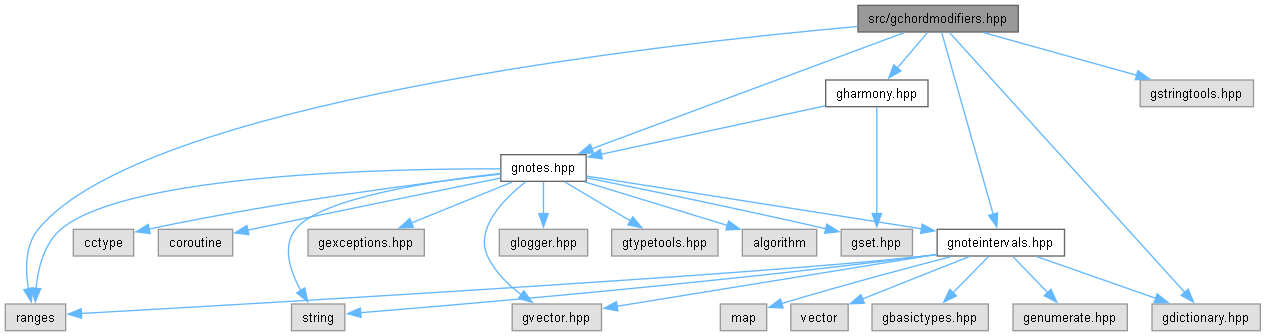 src/gchordmodifiers.hpp
gharmony.hpp
gstringtools.hpp
gnotes.hpp
cctype
coroutine
gexceptions.hpp
glogger.hpp
gtypetools.hpp
algorithm
gset.hpp
gnoteintervals.hpp
ranges
string
gvector.hpp
map
vector
gbasictypes.hpp
genumerate.hpp
gdictionary.hpp